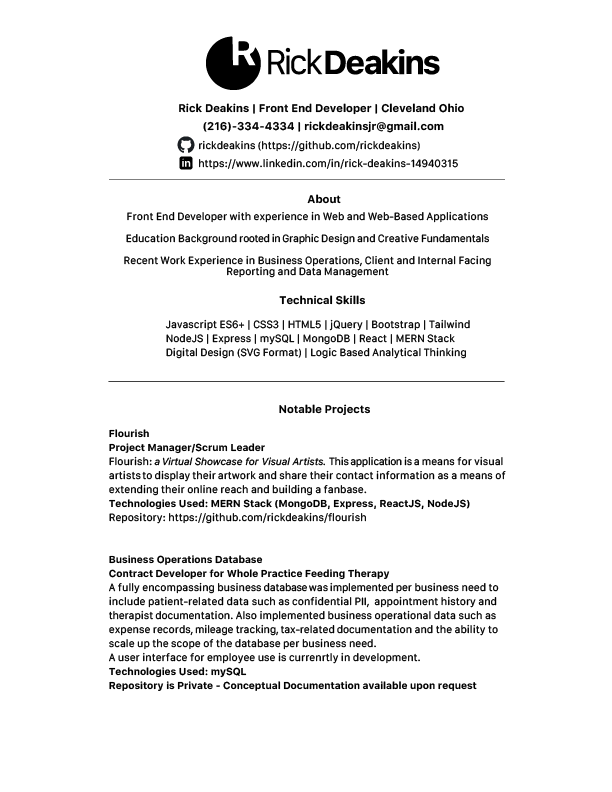 R RickDeakins
Rick Deakins | Front End Developer | Cleveland Ohio
(216)-334-4334 | rickdeakinsjr@gmail.com
rickdeakins (https://github.com/rickdeakins)
in https://www.linkedin.com/in/rick-deakins-14940315
About
Front End Developer with experience in Web and Web-Based Applications
Education Background rooted in Graphic Design and Creative Fundamentals
Recent Work Experience in Business Operations, Client and Internal Facing
Reporting and Data Management
Technical Skills
Javascript ES6+ | CSS3 | HTML5 | jQuery | Bootstrap | Tailwind
NodeJS | Express | mySQL | MongoDB | React | MERN Stack
Digital Design (SVG Format) | Logic Based Analytical Thinking
Notable Projects
Flourish
Project Manager/Scrum Leader
Flourish: a Virtual Showcase for Visual Artists. This application is a means for visual
artists to display their artwork and share their contact information as a means of
extending their online reach and building a fanbase.
Technologies Used: MERN Stack (MongoDB, Express, ReactJS, NodeJS)
Repository: https://github.com/rickdeakins/flourish
Business Operations Database
Contract Developer for Whole Practice Feeding Therapy
A fully encompassing business database was implemented per business need to
include patient-related data such as confidential PII, appointment history and
therapist documentation. Also implemented business operational data such as
expense records, mileage tracking, tax-related documentation and the ability to
scale up the scope of the database per business need.
A user interface for employee use is currenrtly in development.
Technologies Used: mySQL
Repository is Private - Conceptual Documentation available upon request